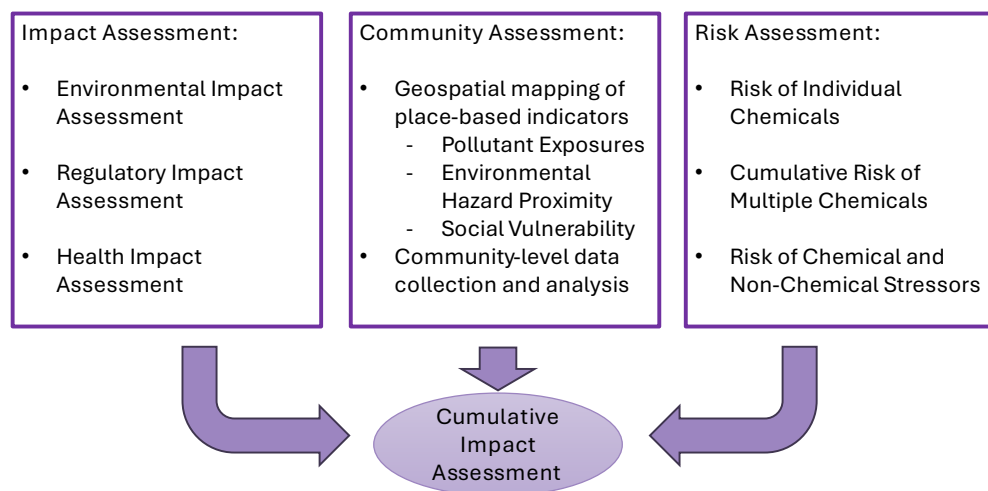 Impact Assessment:
• Environmental Impact
Assessment
• Regulatory Impact
Assessment
• Health Impact
Assessment
Community Assessment:
• Geospatial mapping of
place-based indicators
- Pollutant Exposures
- Environmental
Hazard Proximity
- Social Vulnerability
• Community-level data
collection and analysis
Risk Assessment:
• Risk of Individual
Chemicals
• Cumulative Risk of
Multiple Chemicals
• Risk of Chemical and
Non-Chemical Stressors
Cumulative
Impact
Assessment